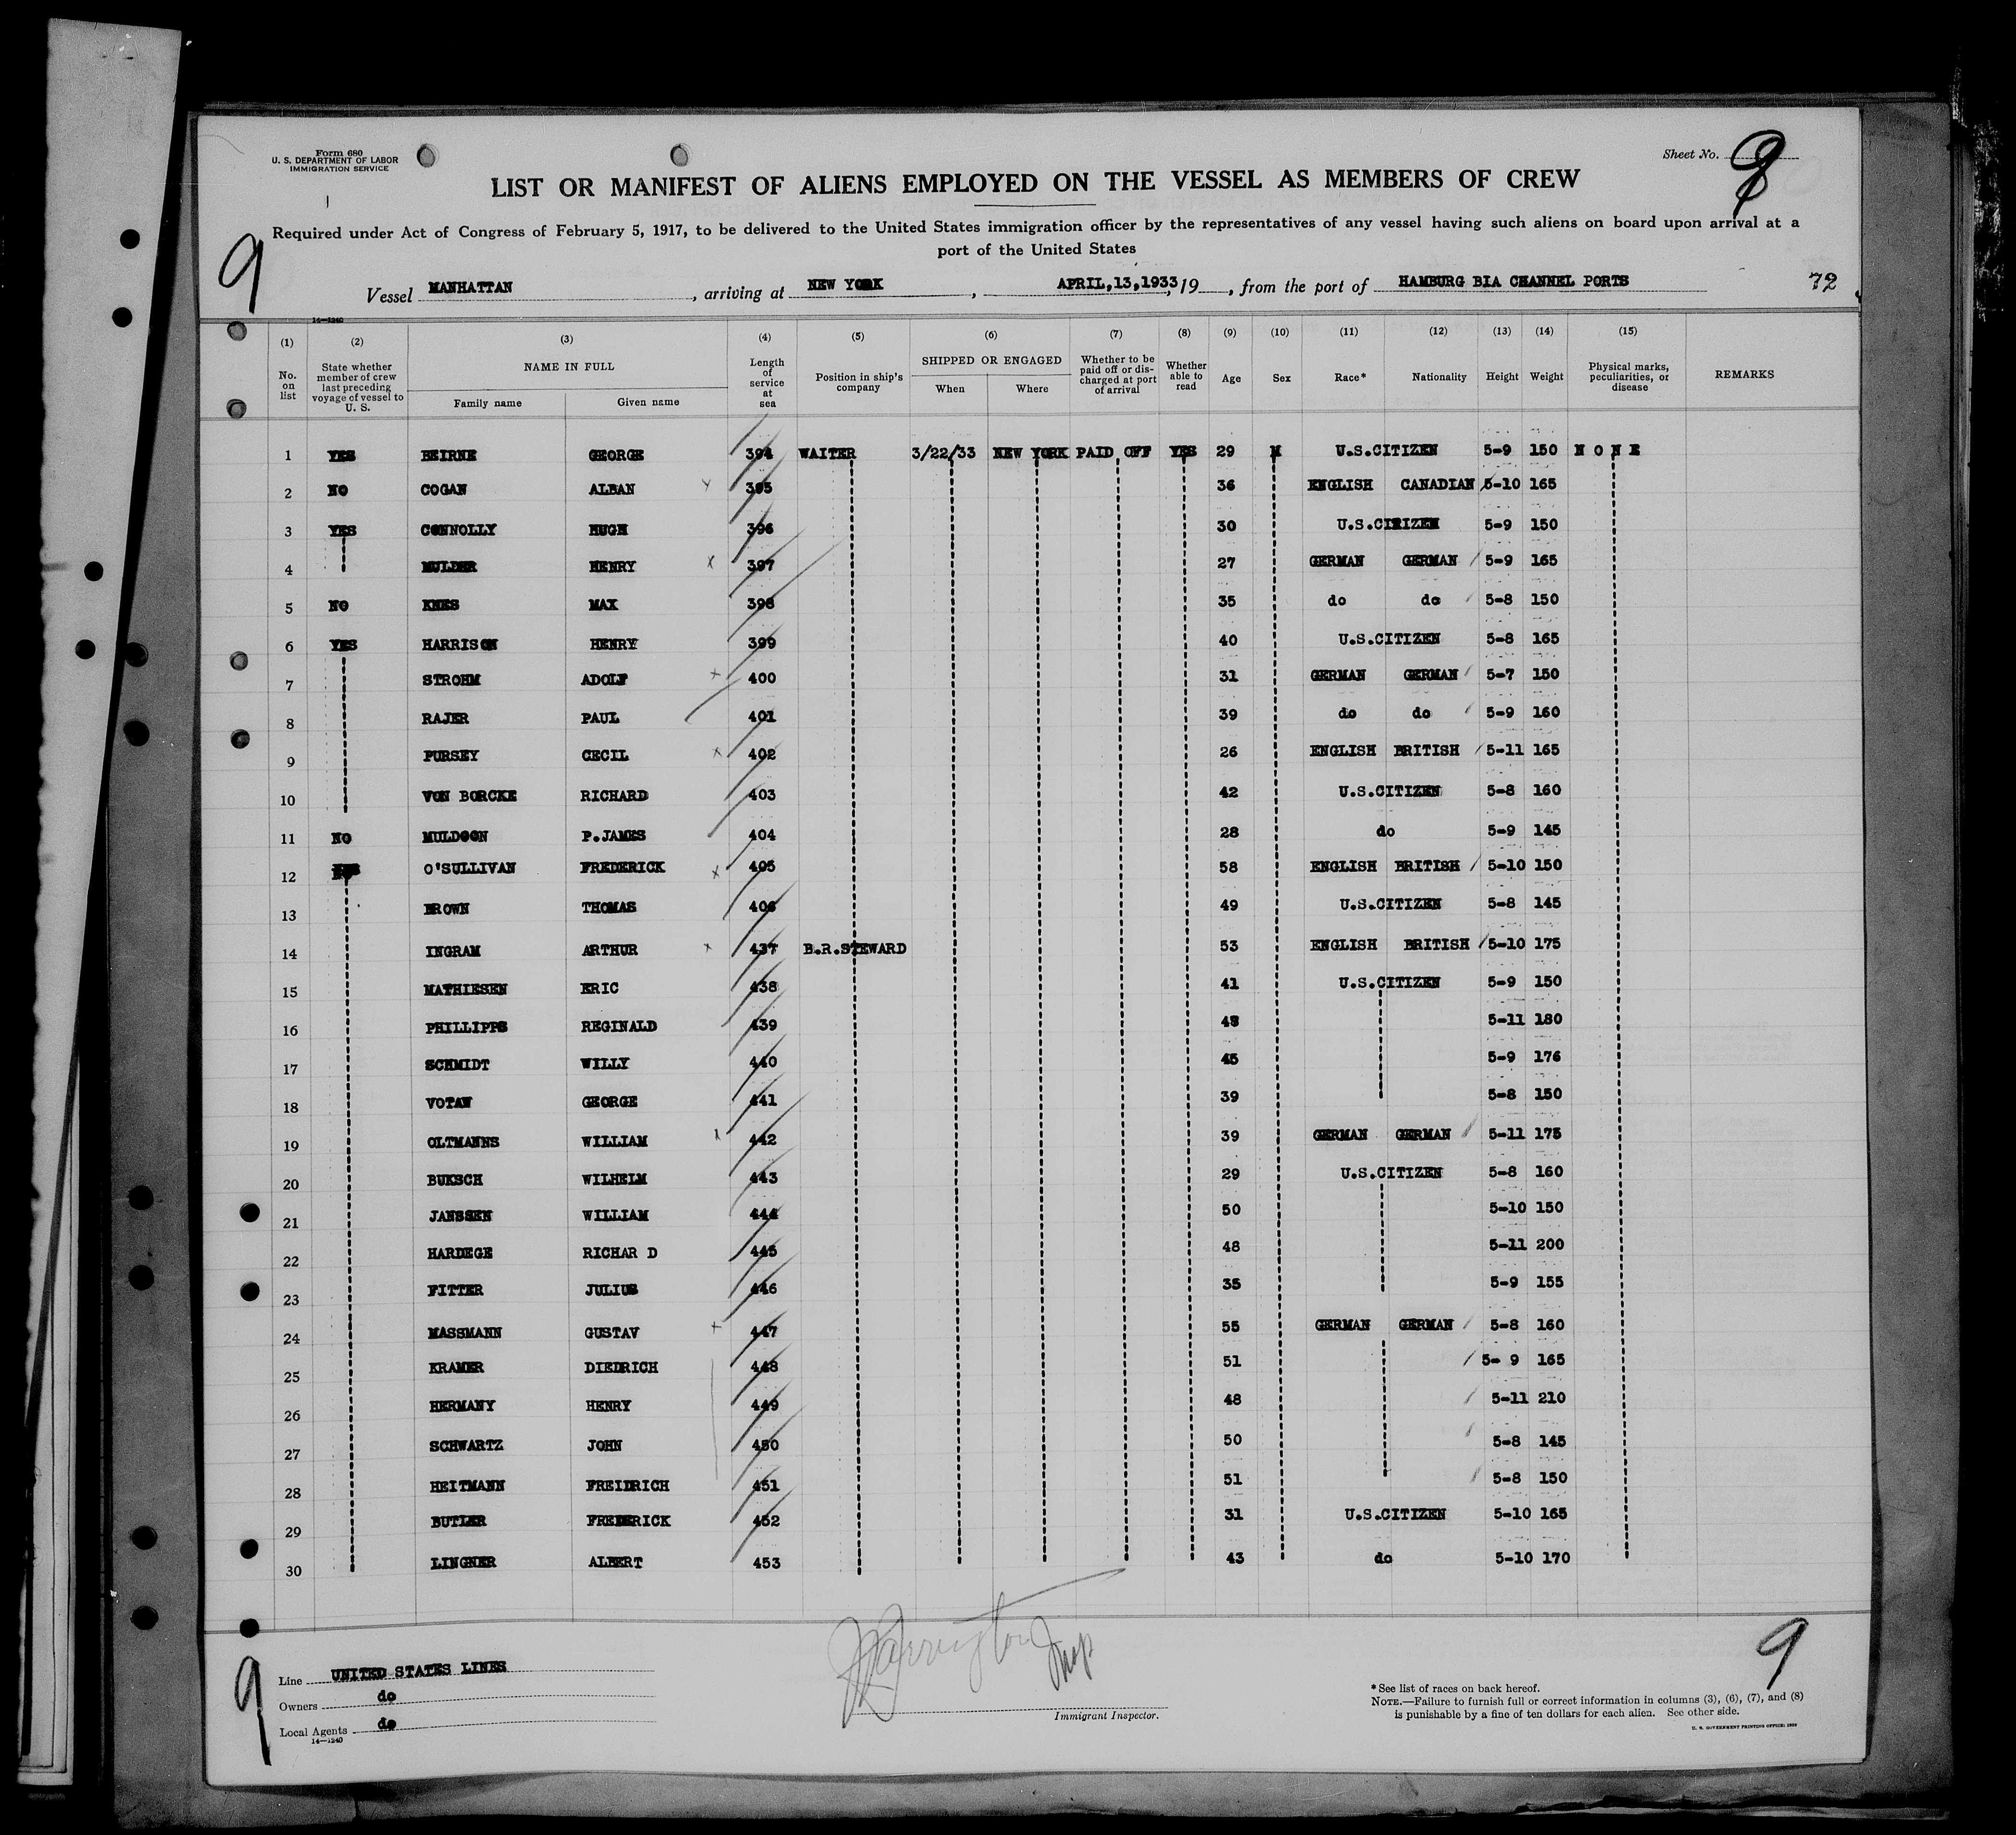 Form 680
U. S. DEPARTMENT OF LABOR
IMMIGRATION SERVICE
Sheet No.
LIST OR MANIFEST OF ALIENS EMPLOYED ON THE VESSEL AS MEMBERS OF CREW
Required under Act of Congress of February 5, 1917, to be delivered to the United States immigration officer by the representatives of any vessel having such aliens on board upon arrival at a
port of the United States
9
Vessel MANHATTAN, arriving at NEW YORK, APRIL,13,1933, 19, from the port of HAMBURG BIA CHANNEL PORTS 72
14—1240
(1) (2) (3) (4) (5) (6) (7) (8) (9) (10) (11) (12) (13) (14) (15)
No. on list | State whether member of crew last preceding voyage of vessel to U. S. | NAME IN FULL | Family name | Given name | Length of service at sea | Position in ship's company | SHIPPED OR ENGAGED | When | Where | Whether to be paid off or discharged at port of arrival | Whether able to read | Age | Sex | Race* | Nationality | Height | Weight | Physical marks, peculiarities, or disease | REMARKS
1 YES BEIRNE GEORGE 394 WAITER 3/22/33 NEW YORK PAID OFF YES 29 M U.S.CITIZEN 5-9 150 N O N E
2 NO COGAN ALBAN 395 36 ENGLISH CANADIAN 5-10 165
3 YES CONNOLLY HUGH 396 30 U.S.CITIZEN 5-9 150
4 MULDER HENRY x 397 27 GERMAN GERMAN 5-9 165
5 NO KNES MAX 398 35 do do 5-8 150
6 YES HARRISON HENRY 399 40 U.S.CITIZEN 5-8 165
7 STROHM ADOLF 400 31 GERMAN GERMAN 5-7 150
8 RAJER PAUL 401 39 do do 5-9 160
9 PURSEY CECIL x 402 26 ENGLISH BRITISH 5-11 165
10 VON BORCKE RICHARD 403 42 U.S.CITIZEN 5-8 160
11 NO MULDOON P.JAMES 404 28 do 5-9 145
12 O'SULLIVAN FREDERICK x 405 58 ENGLISH BRITISH 5-10 150
13 BROWN THOMAS 406 49 U.S.CITIZEN 5-8 145
14 INGRAM ARTHUR x 437 B.R.STEWARD 53 ENGLISH BRITISH 5-10 175
15 MATHIESEN ERIC 438 41 U.S.CITIZEN 5-9 150
16 PHILLIPPS REGINALD 439 5-11 180
17 SCHMIDT WILLY 440 45 5-9 176
18 VOTAW GEORGE 441 39 5-8 150
19 OLTMANNS WILLIAM x 442 39 GERMAN GERMAN 5-11 175
20 BUKSCH WILHELM 443 29 U.S.CITIZEN 5-8 160
21 JANSSEN WILLIAM 444 50 5-10 150
22 HARDEGE RICHAR D 445 48 5-11 200
23 FITTER JULIUS 446 35 5-9 155
24 MASSMANN GUSTAV 447 55 GERMAN GERMAN 5-8 160
25 KRAMER DIEDRICH 448 51 5- 9 165
26 HERMANY HENRY 449 48 5-11 210
27 SCHWARTZ JOHN 450 50 5-8 145
28 HEITMANN FREIDRICH 451 51 5-8 150
29 BUTLER FREDERICK 452 31 U.S.CITIZEN 5-10 165
30 LINGNER ALBERT 453 43 do 5-10 170
Line UNITED STATES LINES
Owners do
Local Agents do
14—1240
9
Insp
Immigrant Inspector.
9
* See list of races on back hereof.
NOTE.—Failure to furnish full or correct information in columns (3), (6), (7), and (8)
is punishable by a fine of ten dollars for each alien. See other side.